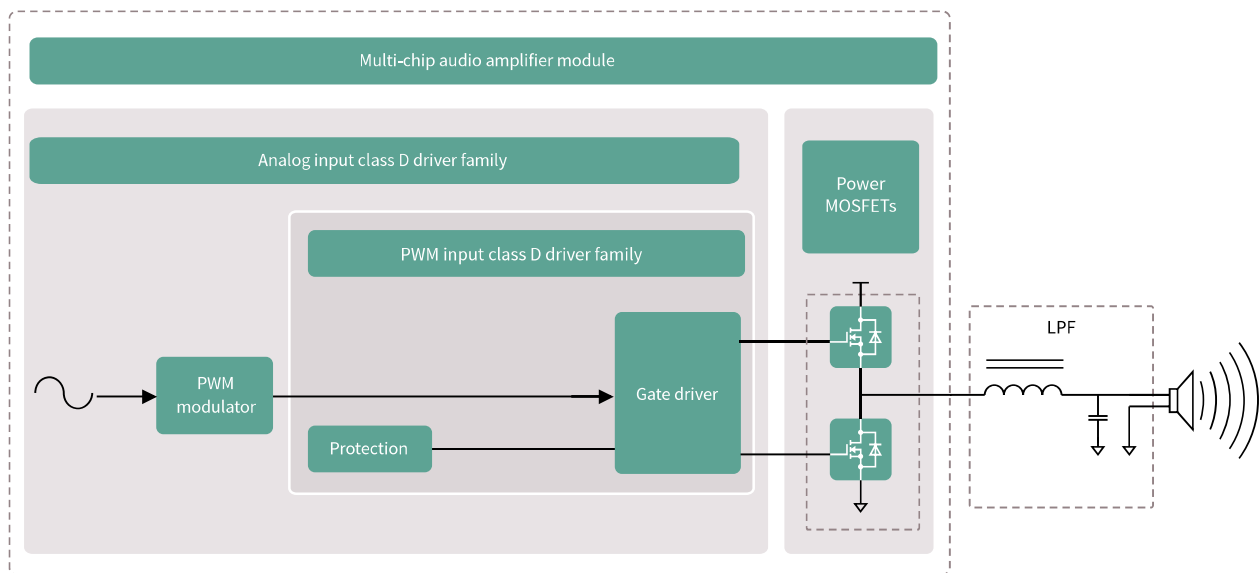 Multi-chip audio amplifier module
Analog input class D driver family
Power
MOSFETs
PWM input class D driver family
LPF
PWM
modulator
Gate driver
Protection